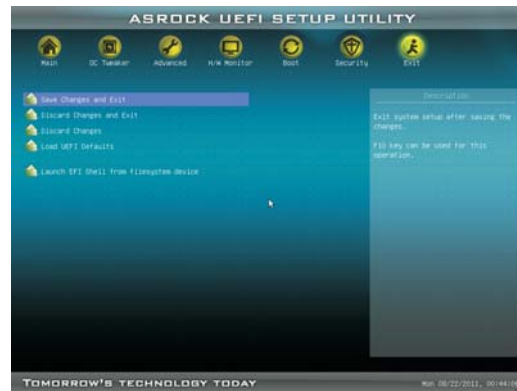 ASROCK UEFI SETUP UTILITY
Main OC Tweaker Advanced H/W Monitor Boot Security Exit
Save Changes and Exit
Discard Changes and Exit
Discard Changes
Load UEFI Defaults
Launch EFI Shell from filesystem device
Description
Exit system setup after saving the
changes.
F10 key can be used for this
operation.
TOMORROW'S TECHNOLOGY TODAY
Mon 08/22/2011,